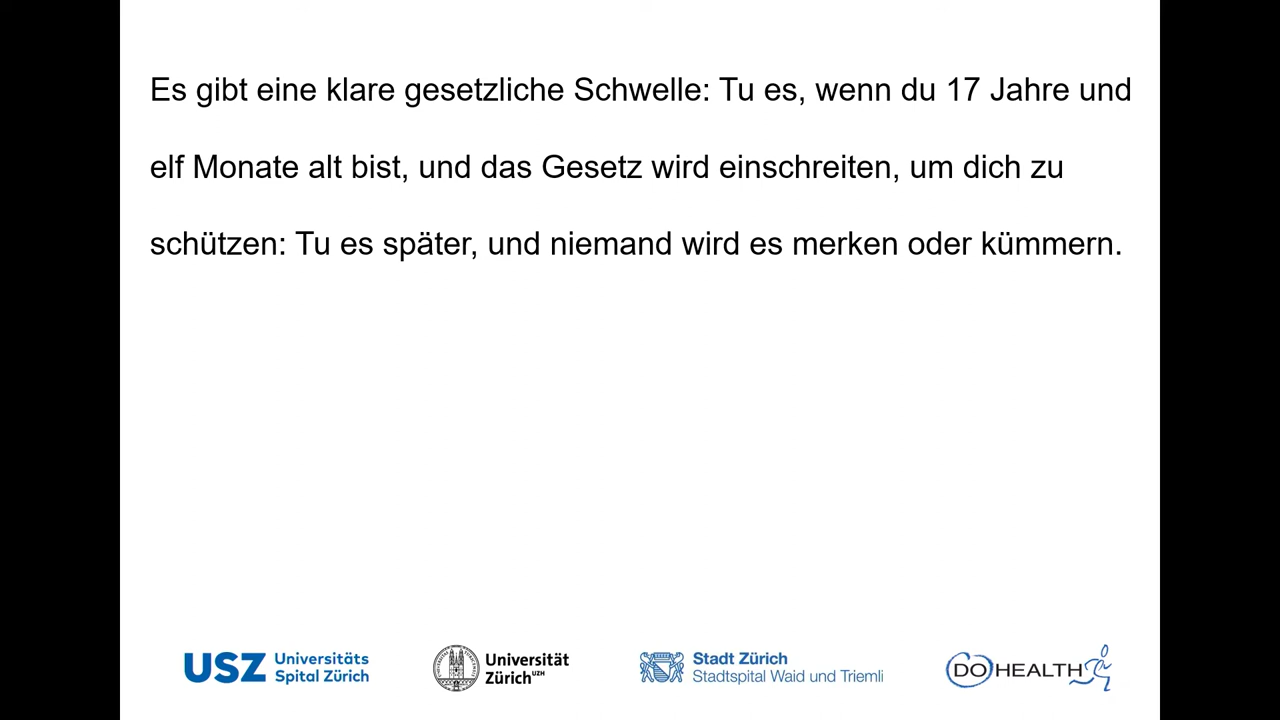 Es gibt eine klare gesetzliche Schwelle: Tu es, wenn du 17 Jahre und
elf Monate alt bist, und das Gesetz wird einschreiten, um dich zu
schützen: Tu es später, und niemand wird es merken oder kümmern.
USZ Universitäts
Spital Zürich
Universität
Zürich UZH
Stadt Zürich
Stadtspital Waid und Triemli
DO HEALTH